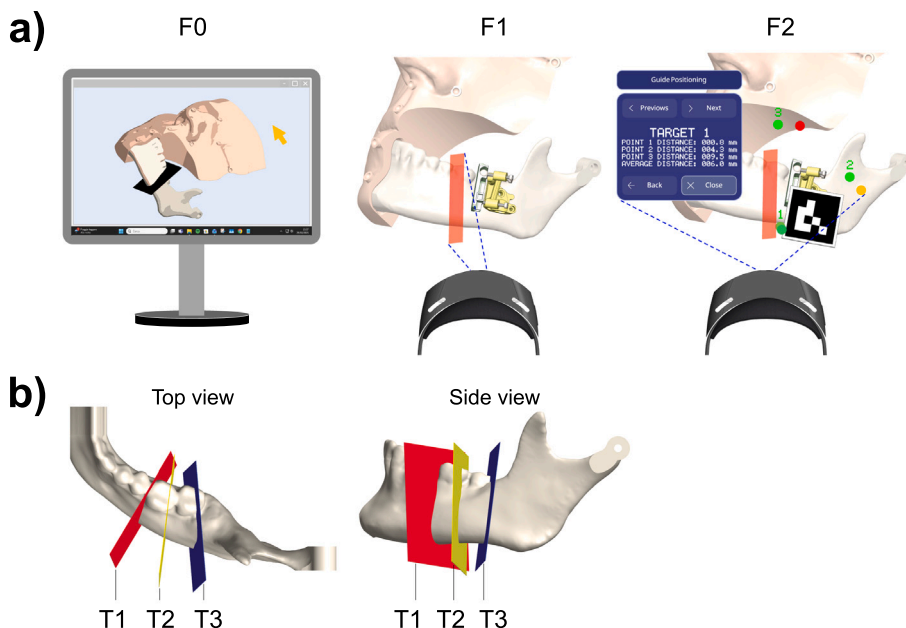 a)
F0
F1
F2
Guide Positioning
< Previows > Next
TARGET 1
POINT 1 DISTANCE: 000.8 mm
POINT 2 DISTANCE: 004.3 mm
POINT 3 DISTANCE: 009.5 mm
AVERAGE DISTANCE: 006.0 mm
← Back × Close
3
2
1
b)
Top view
Side view
T1 T2 T3
T1 T2 T3